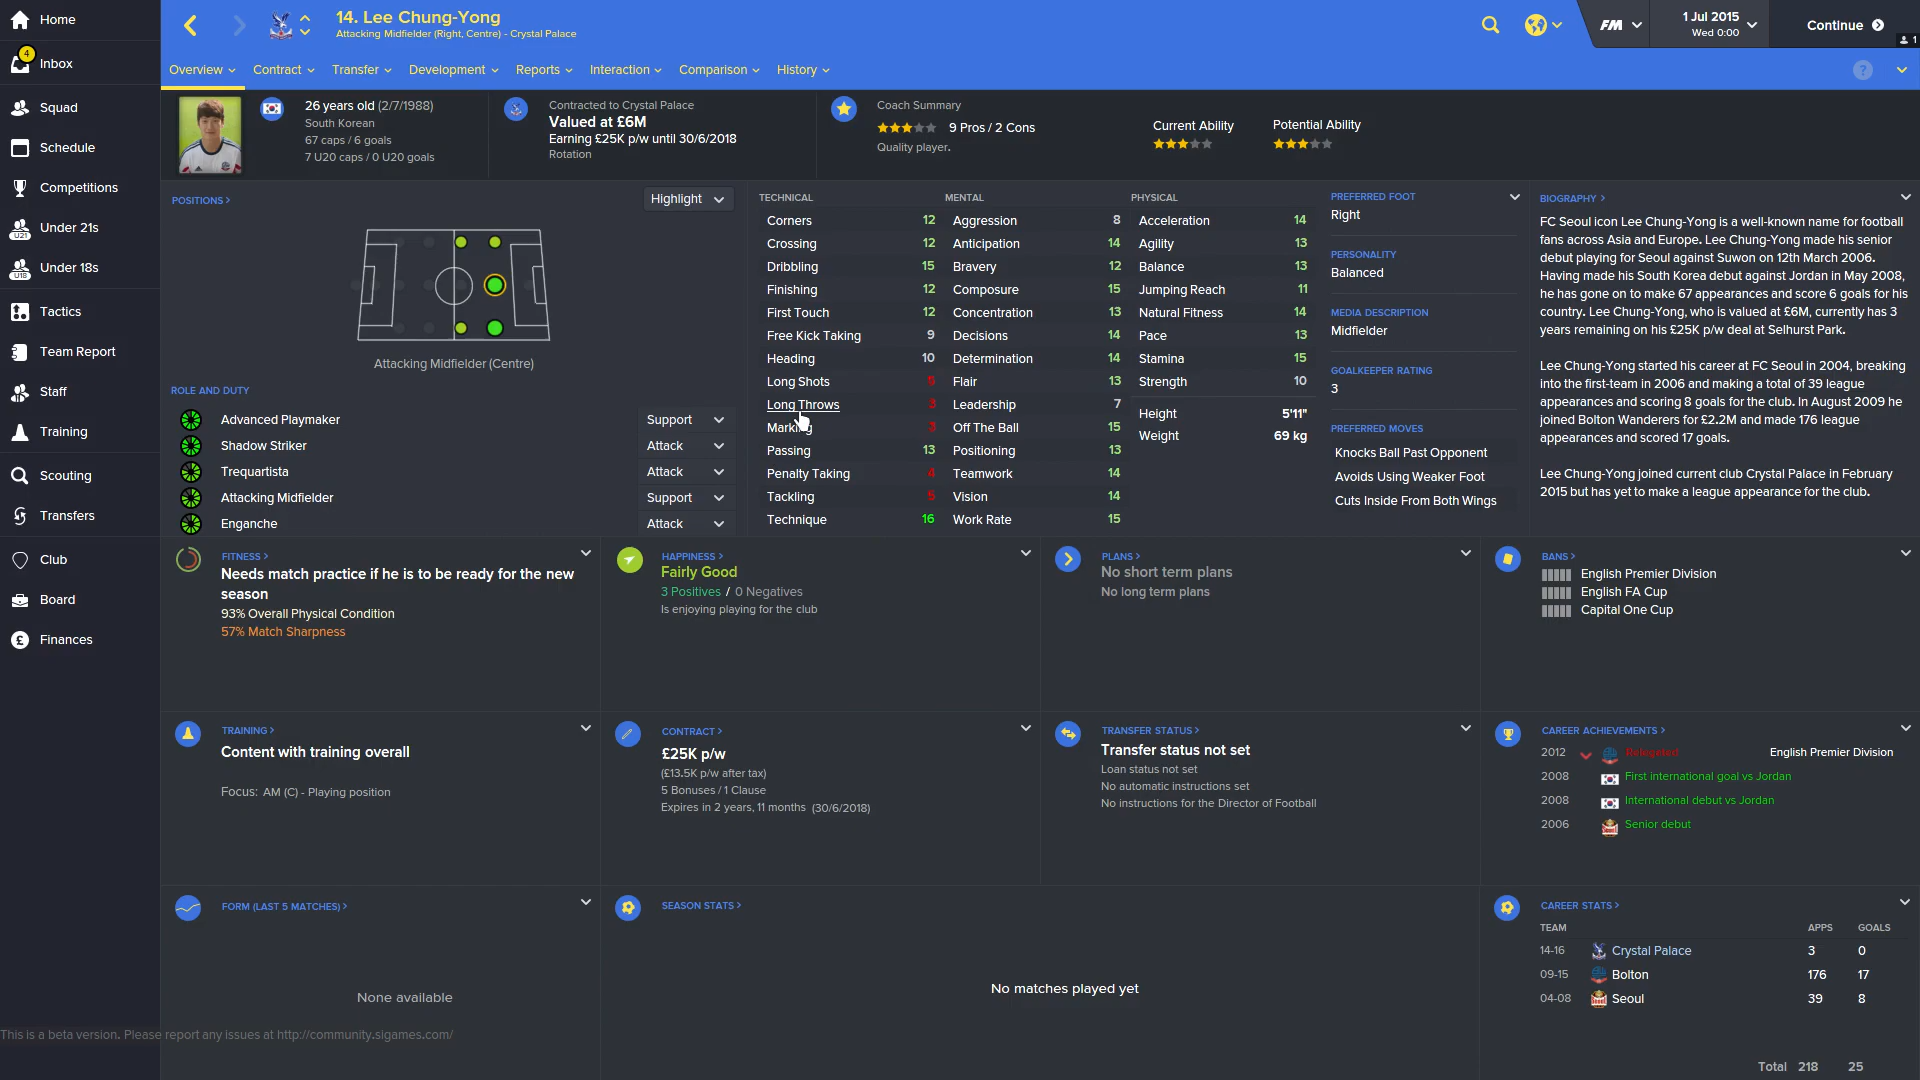 Home
4
Inbox
Squad
Schedule
Competitions
U21
Under 21s
U18
Under 18s
Tactics
Team Report
Staff
Training
Scouting
Transfers
Club
Board
Finances
14. Lee Chung-Yong
Attacking Midfielder (Right, Centre) - Crystal Palace
FM
1 Jul 2015
Wed 0:00
Continue
1
Overview
Contract
Transfer
Development
Reports
Interaction
Comparison
History
?
26 years old (2/7/1988)
South Korean
67 caps / 6 goals
7 U20 caps / 0 U20 goals
Contracted to Crystal Palace
Valued at £6M
Earning £25K p/w until 30/6/2018
Rotation
Coach Summary
9 Pros / 2 Cons
Quality player.
Current Ability
Potential Ability
POSITIONS >
Highlight
Attacking Midfielder (Centre)
ROLE AND DUTY
Advanced Playmaker Support
Shadow Striker Attack
Trequartista Attack
Attacking Midfielder Support
Enganche Attack
TECHNICAL
Corners 12
Crossing 12
Dribbling 15
Finishing 12
First Touch 12
Free Kick Taking 9
Heading 10
Long Shots 5
Long Throws 3
Marking 3
Passing 13
Penalty Taking 4
Tackling 5
Technique 16
MENTAL
Aggression 8
Anticipation 14
Bravery 12
Composure 15
Concentration 13
Decisions 14
Determination 14
Flair 13
Leadership 7
Off The Ball 15
Positioning 13
Teamwork 14
Vision 14
Work Rate 15
PHYSICAL
Acceleration 14
Agility 13
Balance 13
Jumping Reach 11
Natural Fitness 14
Pace 13
Stamina 15
Strength 10
Height 5'11"
Weight 69 kg
PREFERRED FOOT
Right
PERSONALITY
Balanced
MEDIA DESCRIPTION
Midfielder
GOALKEEPER RATING
3
PREFERRED MOVES
Knocks Ball Past Opponent
Avoids Using Weaker Foot
Cuts Inside From Both Wings
BIOGRAPHY >
FC Seoul icon Lee Chung-Yong is a well-known name for football
fans across Asia and Europe. Lee Chung-Yong made his senior
debut playing for Seoul against Suwon on 12th March 2006.
Having made his South Korea debut against Jordan in May 2008,
he has gone on to make 67 appearances and score 6 goals for his
country. Lee Chung-Yong, who is valued at £6M, currently has 3
years remaining on his £25K p/w deal at Selhurst Park.
Lee Chung-Yong started his career at FC Seoul in 2004, breaking
into the first-team in 2006 and making a total of 39 league
appearances and scoring 8 goals for the club. In August 2009 he
joined Bolton Wanderers for £2.2M and made 176 league
appearances and scored 17 goals.
Lee Chung-Yong joined current club Crystal Palace in February
2015 but has yet to make a league appearance for the club.
FITNESS >
Needs match practice if he is to be ready for the new
season
93% Overall Physical Condition
57% Match Sharpness
HAPPINESS >
Fairly Good
3 Positives / 0 Negatives
Is enjoying playing for the club
PLANS >
No short term plans
No long term plans
BANS >
English Premier Division
English FA Cup
Capital One Cup
TRAINING >
Content with training overall
Focus: AM (C) - Playing position
CONTRACT >
£25K p/w
(£13.5K p/w after tax)
5 Bonuses / 1 Clause
Expires in 2 years, 11 months (30/6/2018)
TRANSFER STATUS >
Transfer status not set
Loan status not set
No automatic instructions set
No instructions for the Director of Football
CAREER ACHIEVEMENTS >
2012 Relegated English Premier Division
2008 First international goal vs Jordan
2008 International debut vs Jordan
2006 Senior debut
FORM (LAST 5 MATCHES) >
None available
SEASON STATS >
No matches played yet
CAREER STATS >
TEAM APPS GOALS
14-16 Crystal Palace 3 0
09-15 Bolton 176 17
04-08 Seoul 39 8
Total 218 25
This is a beta version. Please report any issues at http://community.sigames.com/